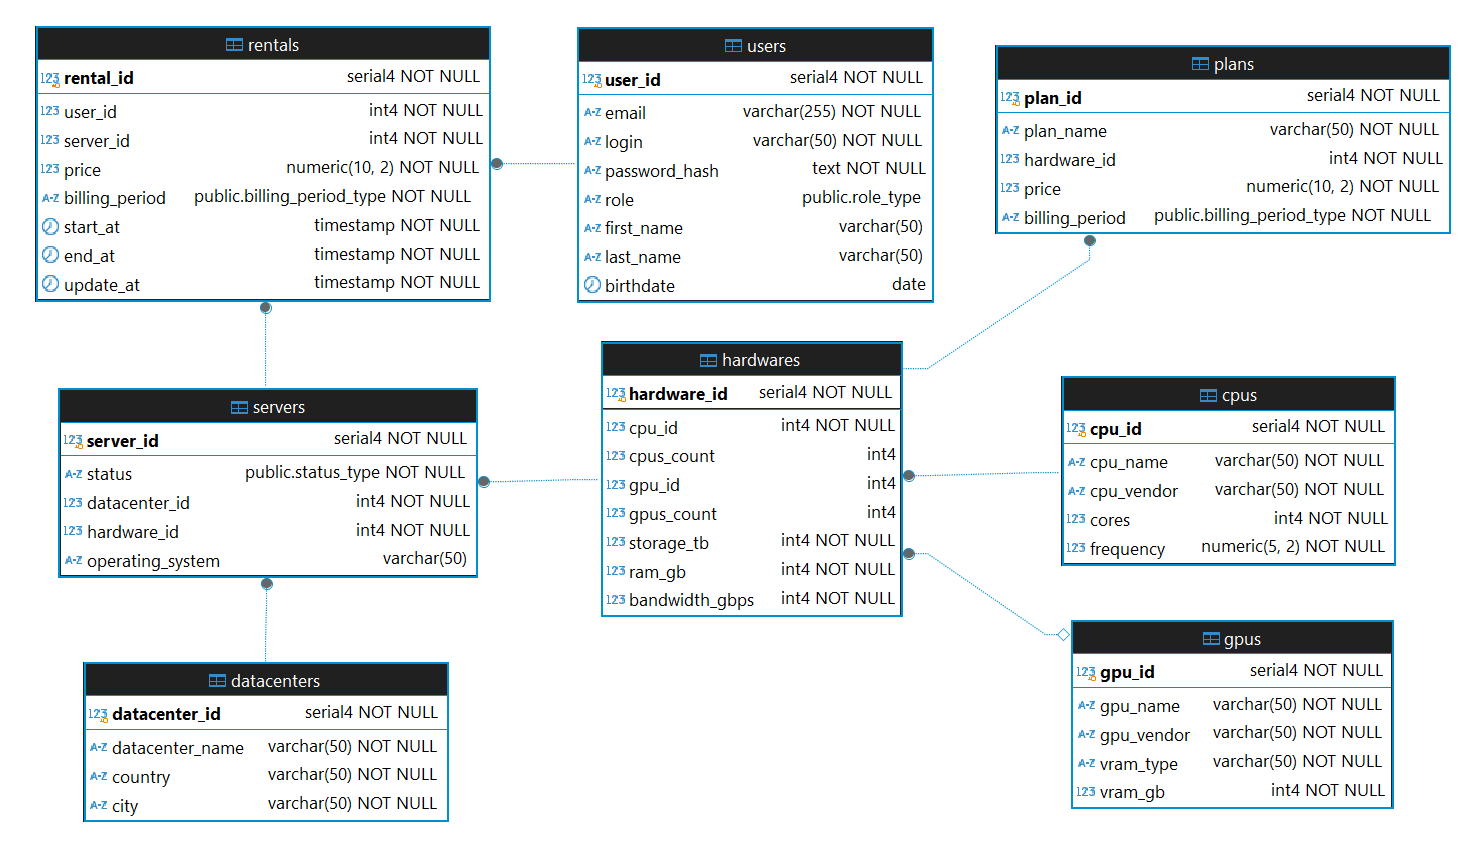 rentals
rental_id serial4 NOT NULL
user_id int4 NOT NULL
server_id int4 NOT NULL
price numeric(10, 2) NOT NULL
billing_period public.billing_period_type NOT NULL
start_at timestamp NOT NULL
end_at timestamp NOT NULL
update_at timestamp NOT NULL
users
user_id serial4 NOT NULL
email varchar(255) NOT NULL
login varchar(50) NOT NULL
password_hash text NOT NULL
role public.role_type
first_name varchar(50)
last_name varchar(50)
birthdate date
plans
plan_id serial4 NOT NULL
plan_name varchar(50) NOT NULL
hardware_id int4 NOT NULL
price numeric(10, 2) NOT NULL
billing_period public.billing_period_type NOT NULL
servers
server_id serial4 NOT NULL
status public.status_type NOT NULL
datacenter_id int4 NOT NULL
hardware_id int4 NOT NULL
operating_system varchar(50)
hardwares
hardware_id serial4 NOT NULL
cpu_id int4 NOT NULL
cpus_count int4
gpu_id int4
gpus_count int4
storage_tb int4 NOT NULL
ram_gb int4 NOT NULL
bandwidth_gbps int4 NOT NULL
cpus
cpu_id serial4 NOT NULL
cpu_name varchar(50) NOT NULL
cpu_vendor varchar(50) NOT NULL
cores int4 NOT NULL
frequency numeric(5, 2) NOT NULL
datacenters
datacenter_id serial4 NOT NULL
datacenter_name varchar(50) NOT NULL
country varchar(50) NOT NULL
city varchar(50) NOT NULL
gpus
gpu_id serial4 NOT NULL
gpu_name varchar(50) NOT NULL
gpu_vendor varchar(50) NOT NULL
vram_type varchar(50) NOT NULL
vram_gb int4 NOT NULL